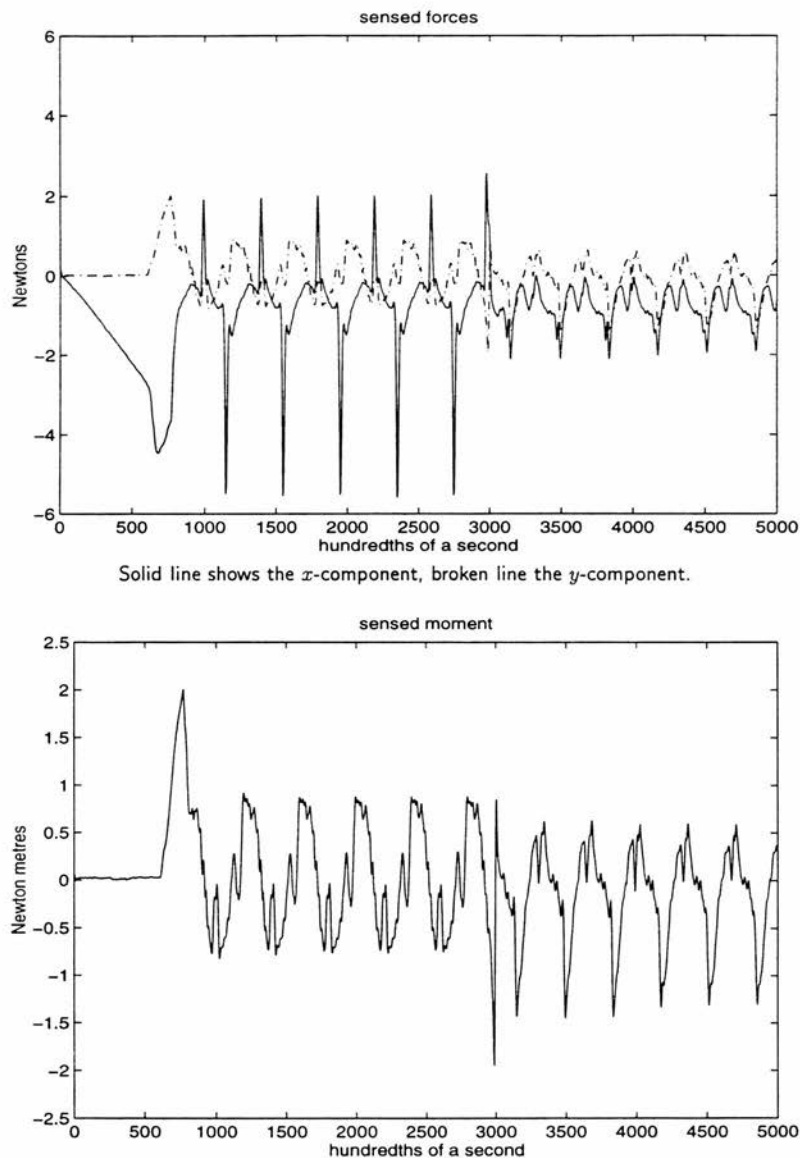 sensed forces
6
4
2
0
−2
−4
−6
Newtons
0 500 1000 1500 2000 2500 3000 3500 4000 4500 5000
hundredths of a second
Solid line shows the x-component, broken line the y-component.
sensed moment
2.5
2
1.5
1
0.5
0
−0.5
−1
−1.5
−2
−2.5
Newton metres
0 500 1000 1500 2000 2500 3000 3500 4000 4500 5000
hundredths of a second